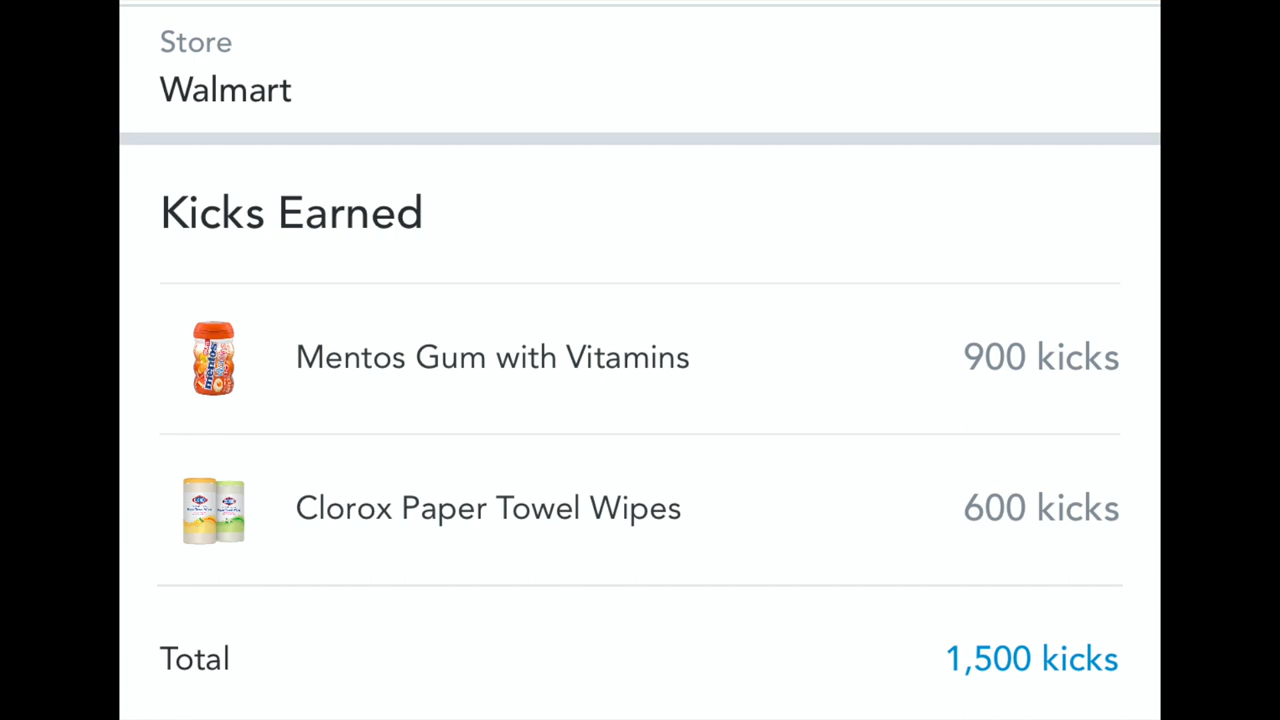 Store
Walmart
Kicks Earned
mentos
Mentos Gum with Vitamins 900 kicks
Clorox Paper Towel Wipes 600 kicks
Total 1,500 kicks